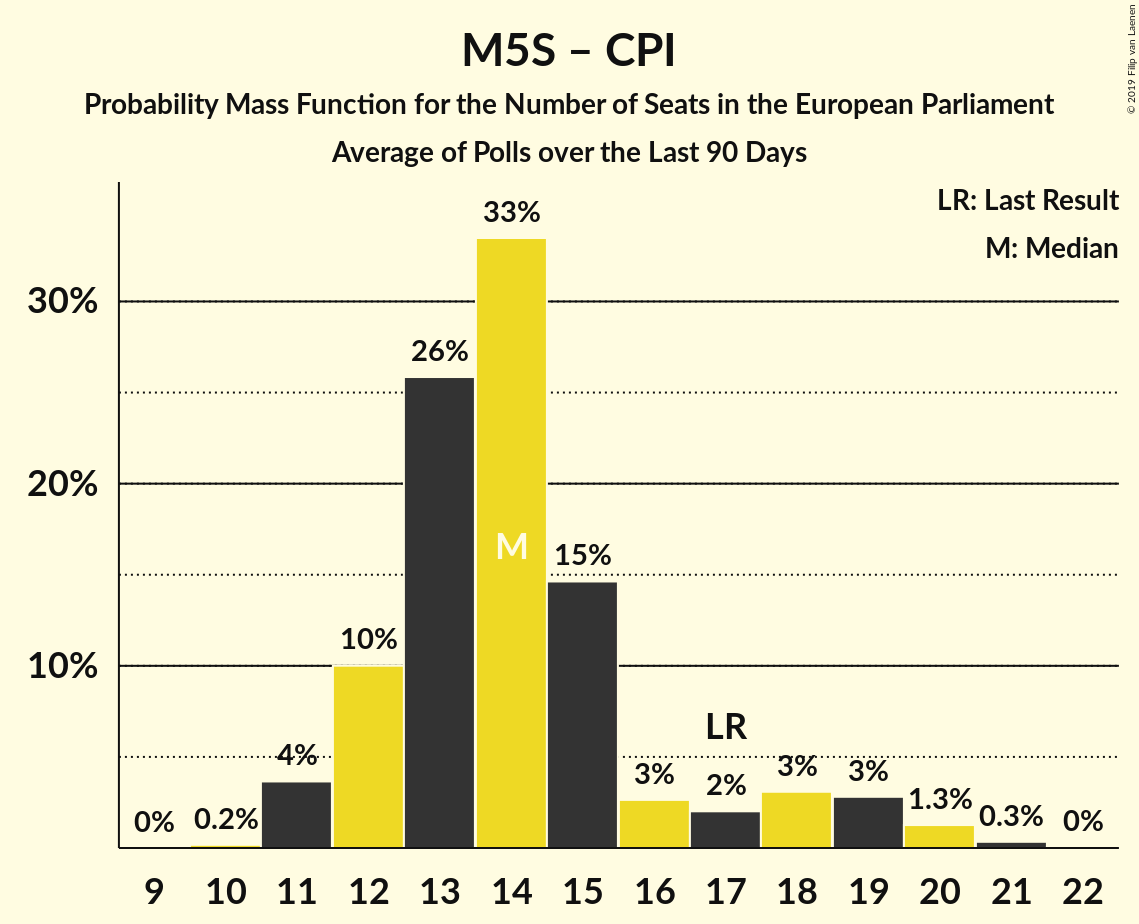 M5S – CPI
Probability Mass Function for the Number of Seats in the European Parliament
Average of Polls over the Last 90 Days
© 2019 Filip van Laenen
LR: Last Result
M: Median
30%
20%
10%
0%
0.2%
4%
10%
26%
33%
M
15%
3%
LR
2%
3%
3%
1.3%
0.3%
0%
9 10 11 12 13 14 15 16 17 18 19 20 21 22